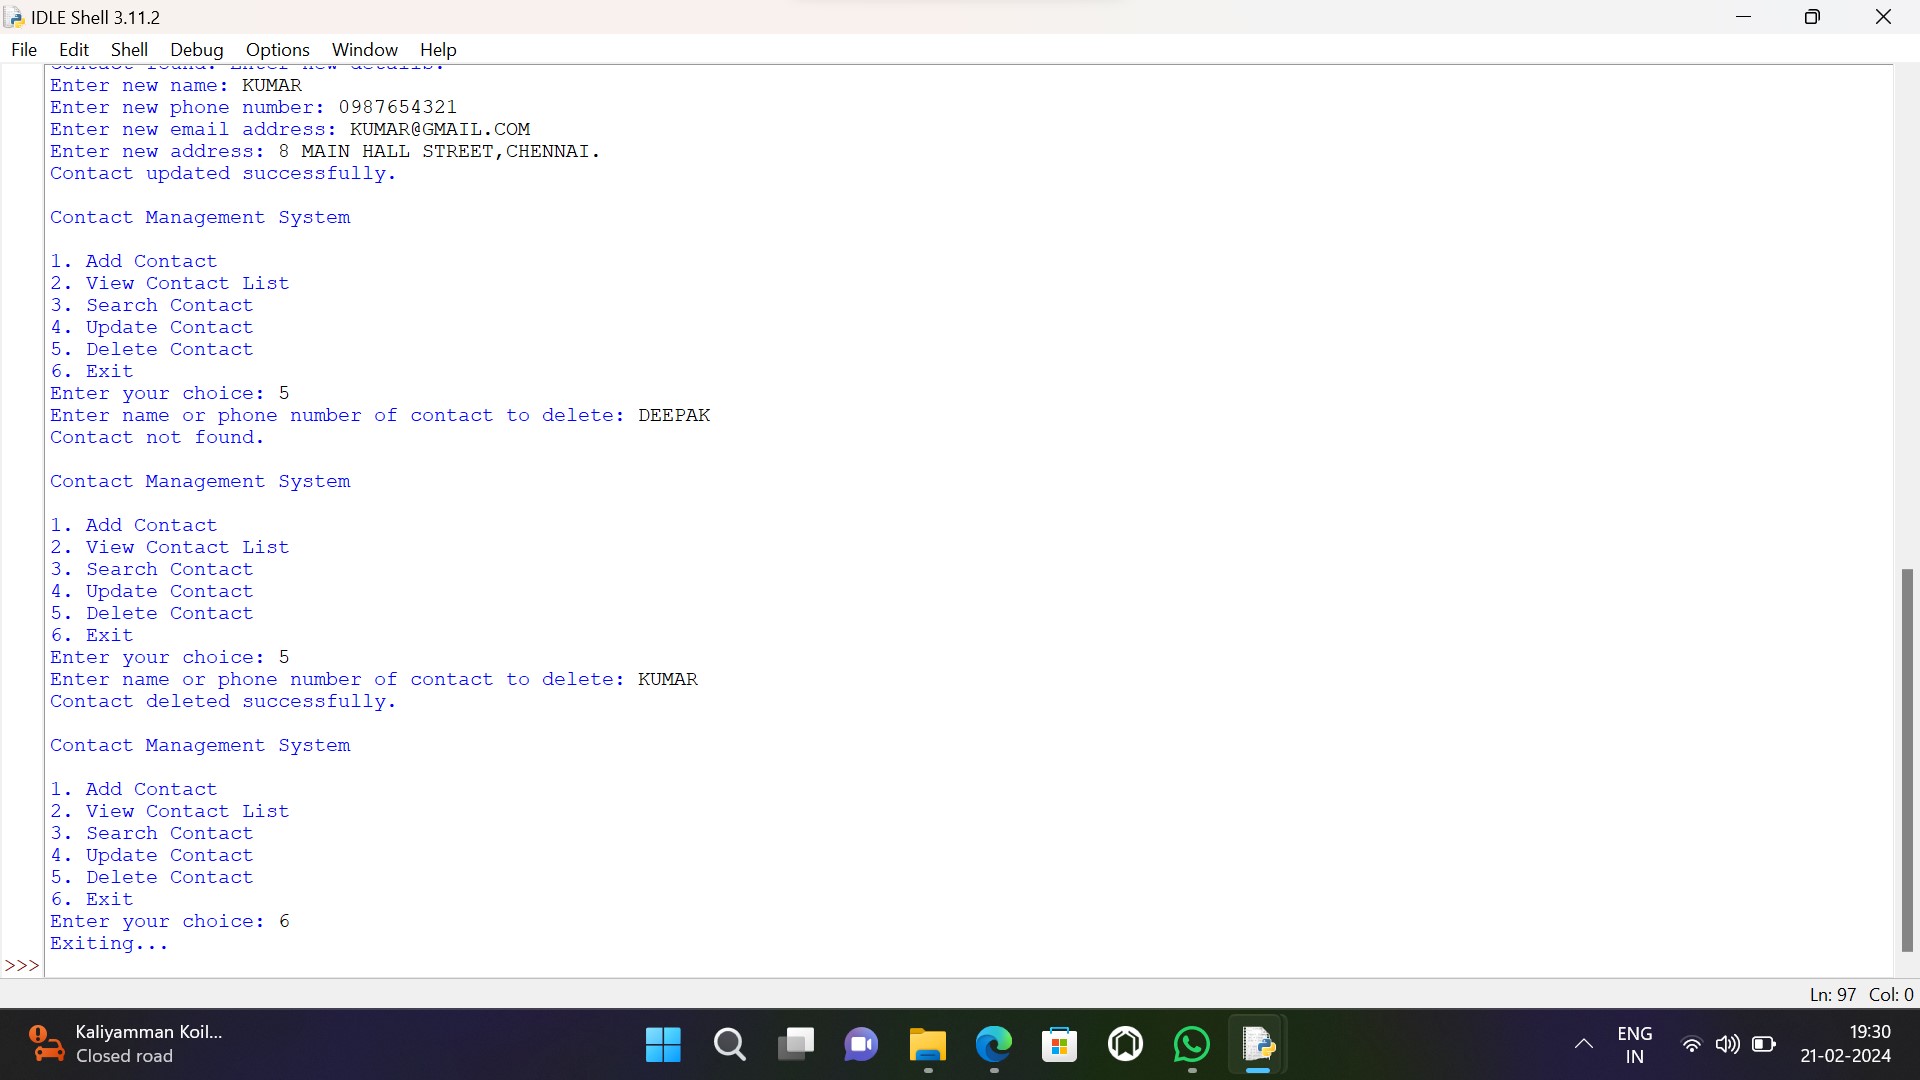 IDLE Shell 3.11.2
File Edit Shell Debug Options Window Help
Contact found. Enter new details:
Enter new name: KUMAR
Enter new phone number: 0987654321
Enter new email address: KUMAR@GMAIL.COM
Enter new address: 8 MAIN HALL STREET,CHENNAI.
Contact updated successfully.
Contact Management System
1. Add Contact
2. View Contact List
3. Search Contact
4. Update Contact
5. Delete Contact
6. Exit
Enter your choice: 5
Enter name or phone number of contact to delete: DEEPAK
Contact not found.
Contact Management System
1. Add Contact
2. View Contact List
3. Search Contact
4. Update Contact
5. Delete Contact
6. Exit
Enter your choice: 5
Enter name or phone number of contact to delete: KUMAR
Contact deleted successfully.
Contact Management System
1. Add Contact
2. View Contact List
3. Search Contact
4. Update Contact
5. Delete Contact
6. Exit
Enter your choice: 6
Exiting...
>>>
Ln: 97 Col: 0
Kaliyamman Koil...
Closed road
ENG
IN
19:30
21-02-2024